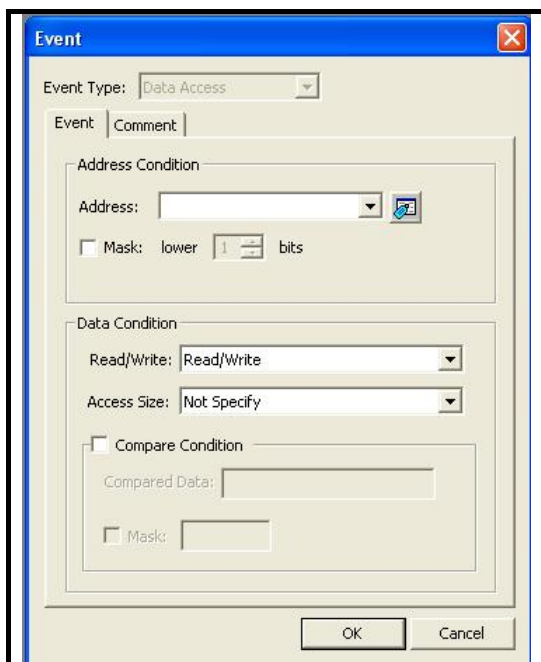 Event
Event Type: Data Access
Event Comment
Address Condition
Address:
Mask: lower 1 bits
Data Condition
Read/Write: Read/Write
Access Size: Not Specify
Compare Condition
Compared Data:
Mask:
OK Cancel